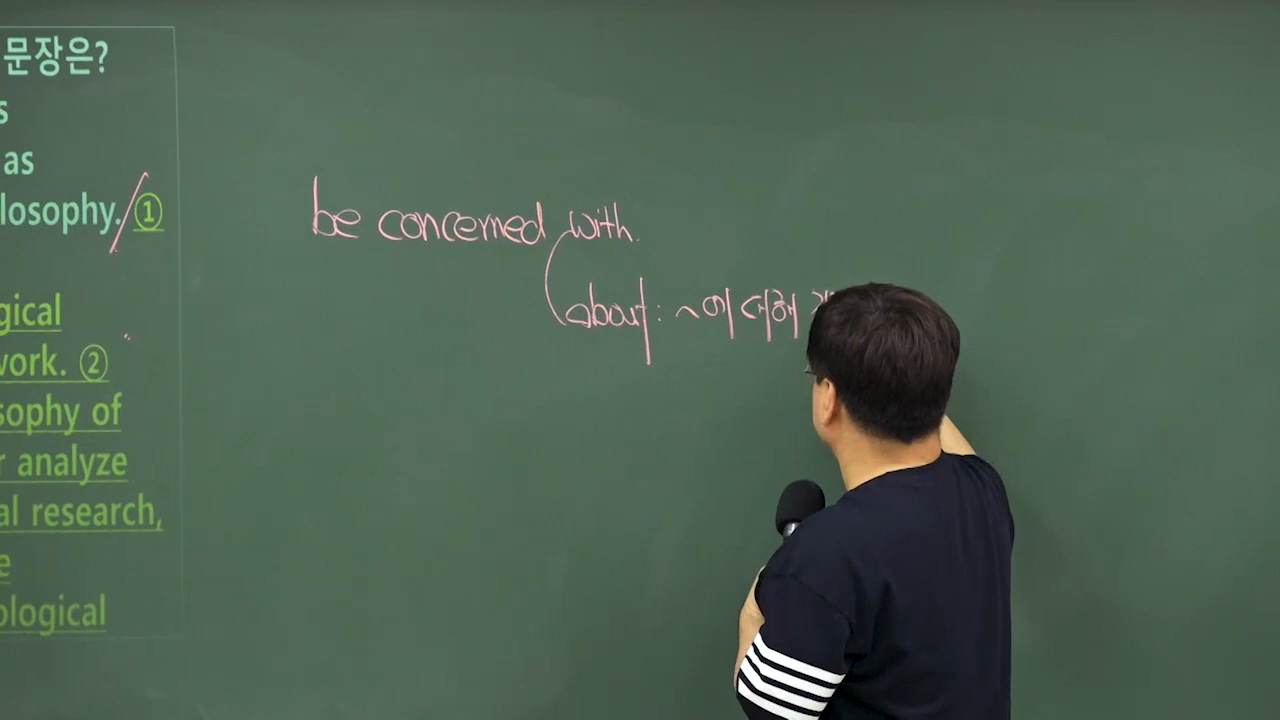 문장은?
s
as
losophy. ①
gical
work. ②
sophy of
r analyze
al research,
e
ological
be concerned with.
about: ~에 대해